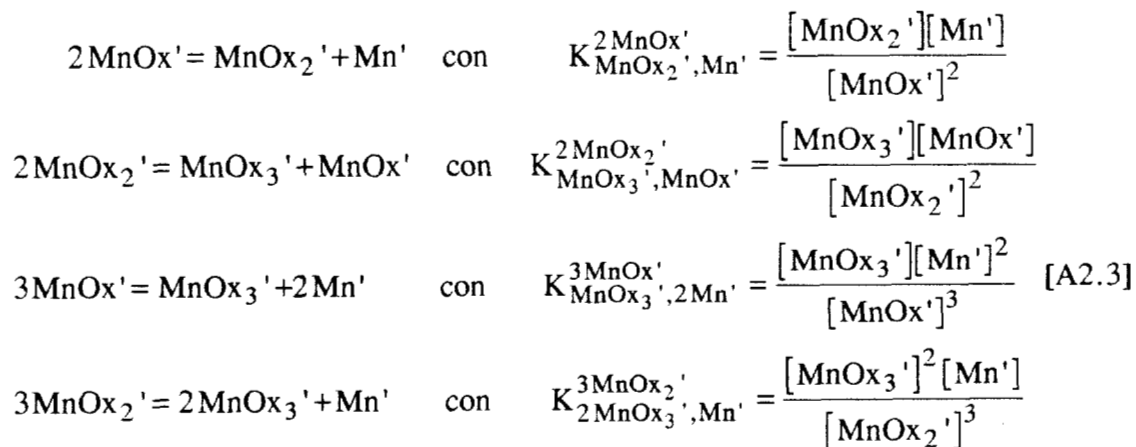 2MnOx'= MnOx₂'+Mn' con K^{2MnOx'}_{MnOx₂',Mn'} = [MnOx₂'][Mn'] / [MnOx']²
2MnOx₂'= MnOx₃'+MnOx' con K^{2MnOx₂'}_{MnOx₃',MnOx'} = [MnOx₃'][MnOx'] / [MnOx₂']²
3MnOx'= MnOx₃'+2Mn' con K^{3MnOx'}_{MnOx₃',2Mn'} = [MnOx₃'][Mn']² / [MnOx']³ [A2.3]
3MnOx₂'= 2MnOx₃'+Mn' con K^{3MnOx₂'}_{2MnOx₃',Mn'} = [MnOx₃']²[Mn'] / [MnOx₂']³